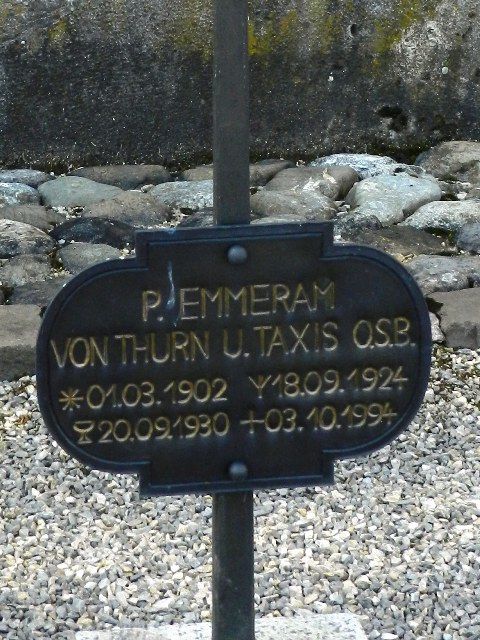 P. EMMERAM
VON THURN U. TAXIS O.S.B.
* 01.03.1902 Y 18.09.1924
20.09.1930 + 03.10.1994